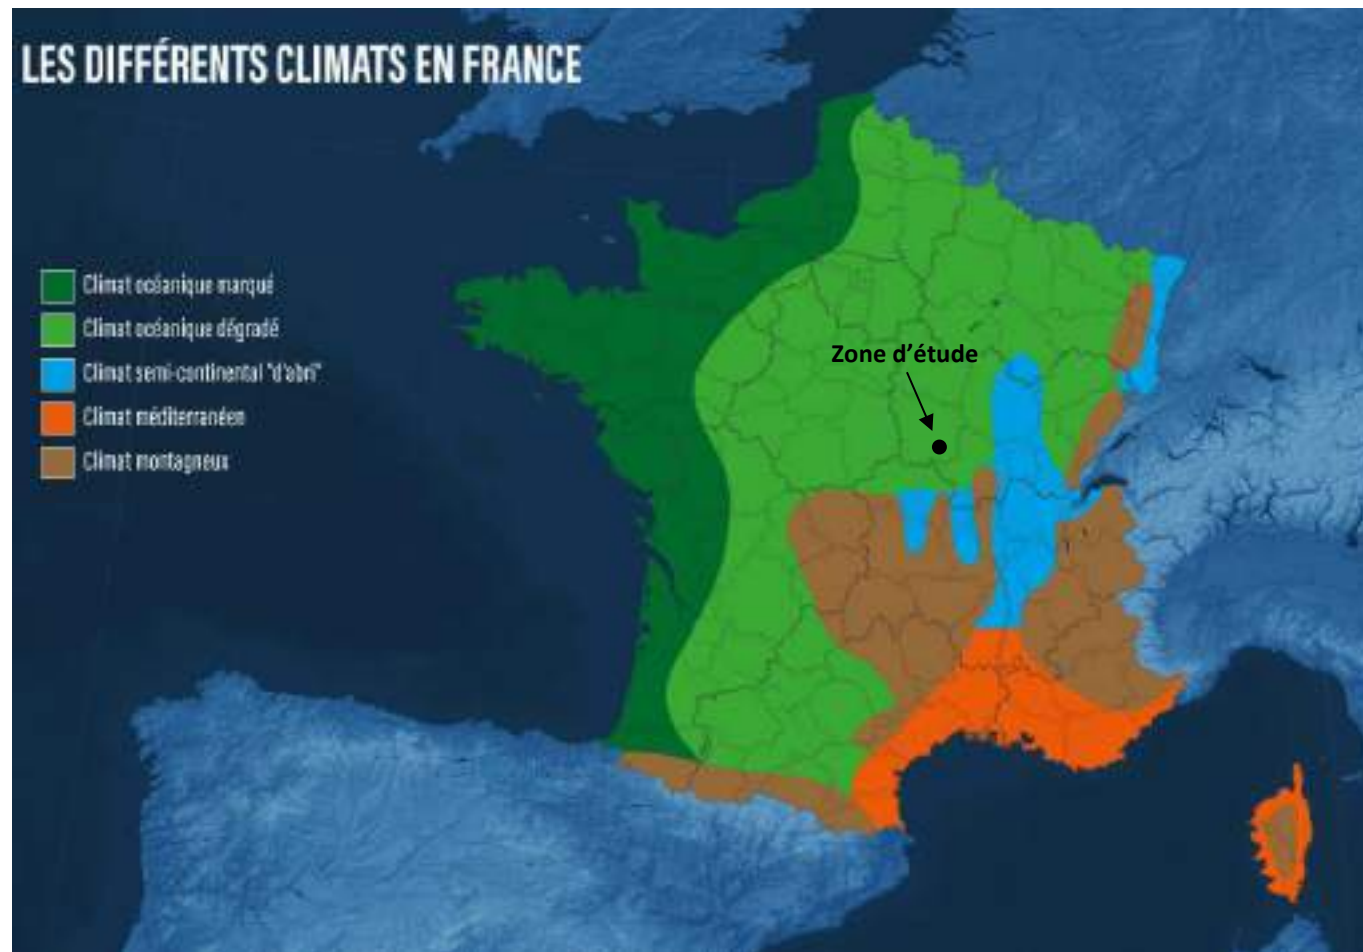 LES DIFFÉRENTS CLIMATS EN FRANCE
Climat océanique marqué
Climat océanique dégradé
Climat semi-continental "d'abri"
Climat méditerranéen
Climat montagneux
Zone d'étude